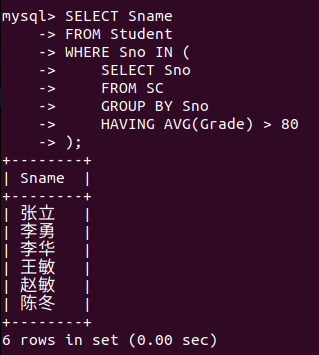 mysql> SELECT Sname
    -> FROM Student
    -> WHERE Sno IN (
    ->     SELECT Sno
    ->     FROM SC
    ->     GROUP BY Sno
    ->     HAVING AVG(Grade) > 80
    -> );
+--------+
| Sname  |
+--------+
| 张立   |
| 李勇   |
| 李华   |
| 王敏   |
| 赵敏   |
| 陈冬   |
+--------+
6 rows in set (0.00 sec)